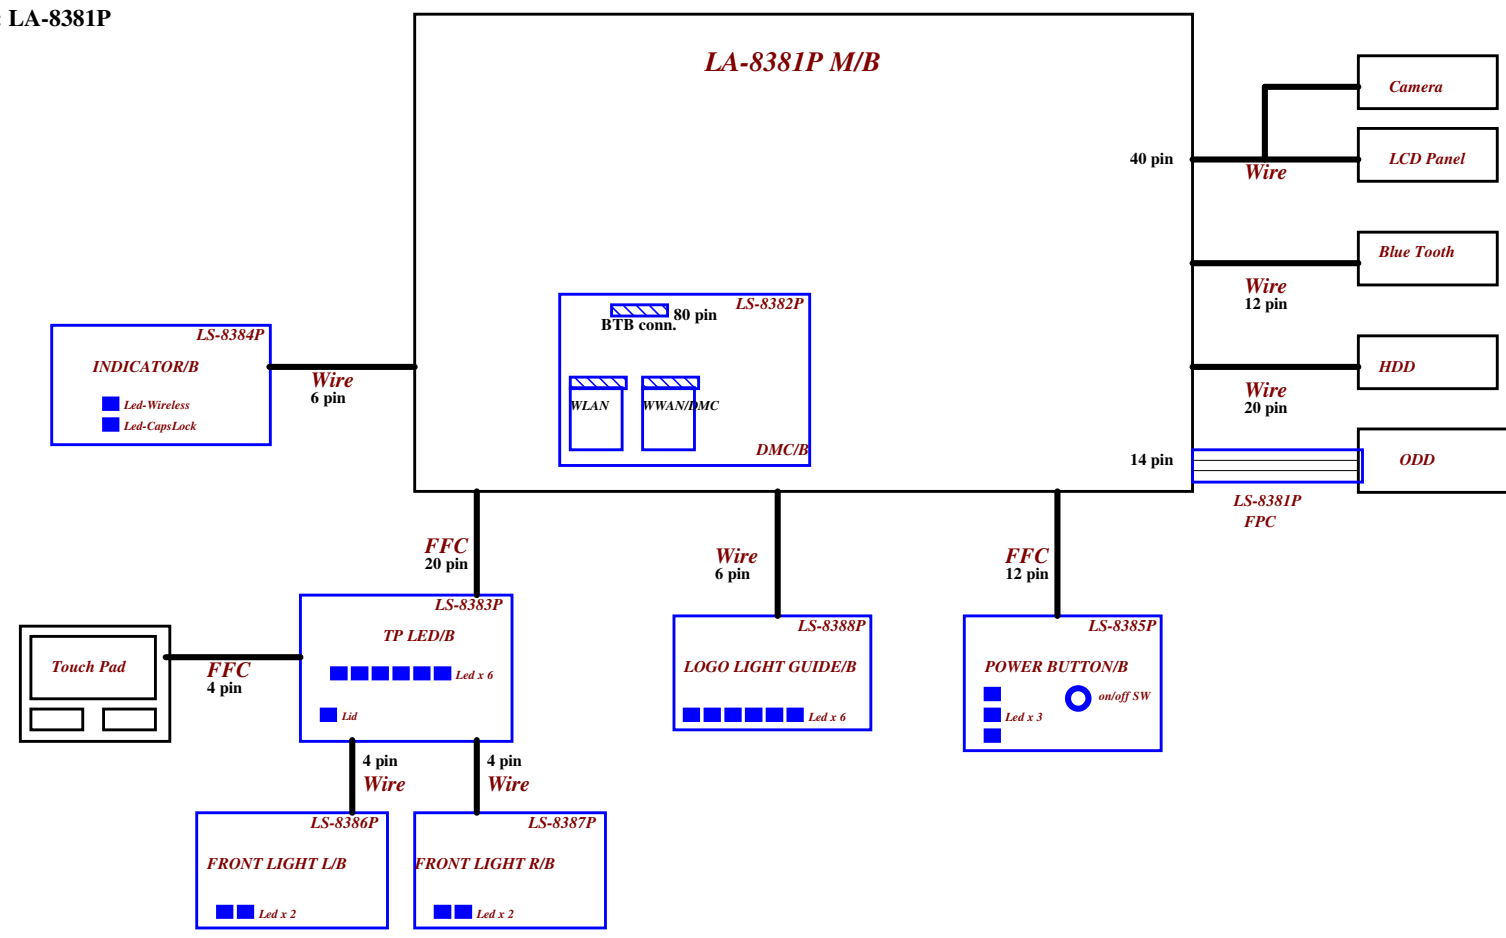 : LA-8381P
LA-8381P M/B
Camera
40 pin
LCD Panel
Wire
Blue Tooth
Wire
12 pin
LS-8382P
80 pin
BTB conn.
LS-8384P
INDICATOR/B
Led-Wireless
Led-CapsLock
Wire
6 pin
HDD
Wire
20 pin
WLAN
WWAN/DMC
DMC/B
14 pin
ODD
LS-8381P
FPC
FFC
20 pin
Wire
6 pin
FFC
12 pin
LS-8383P
TP LED/B
Led x 6
Lid
Touch Pad
FFC
4 pin
LS-8388P
LOGO LIGHT GUIDE/B
Led x 6
LS-8385P
POWER BUTTON/B
on/off SW
Led x 3
4 pin
Wire
4 pin
Wire
LS-8386P
FRONT LIGHT L/B
Led x 2
LS-8387P
FRONT LIGHT R/B
Led x 2